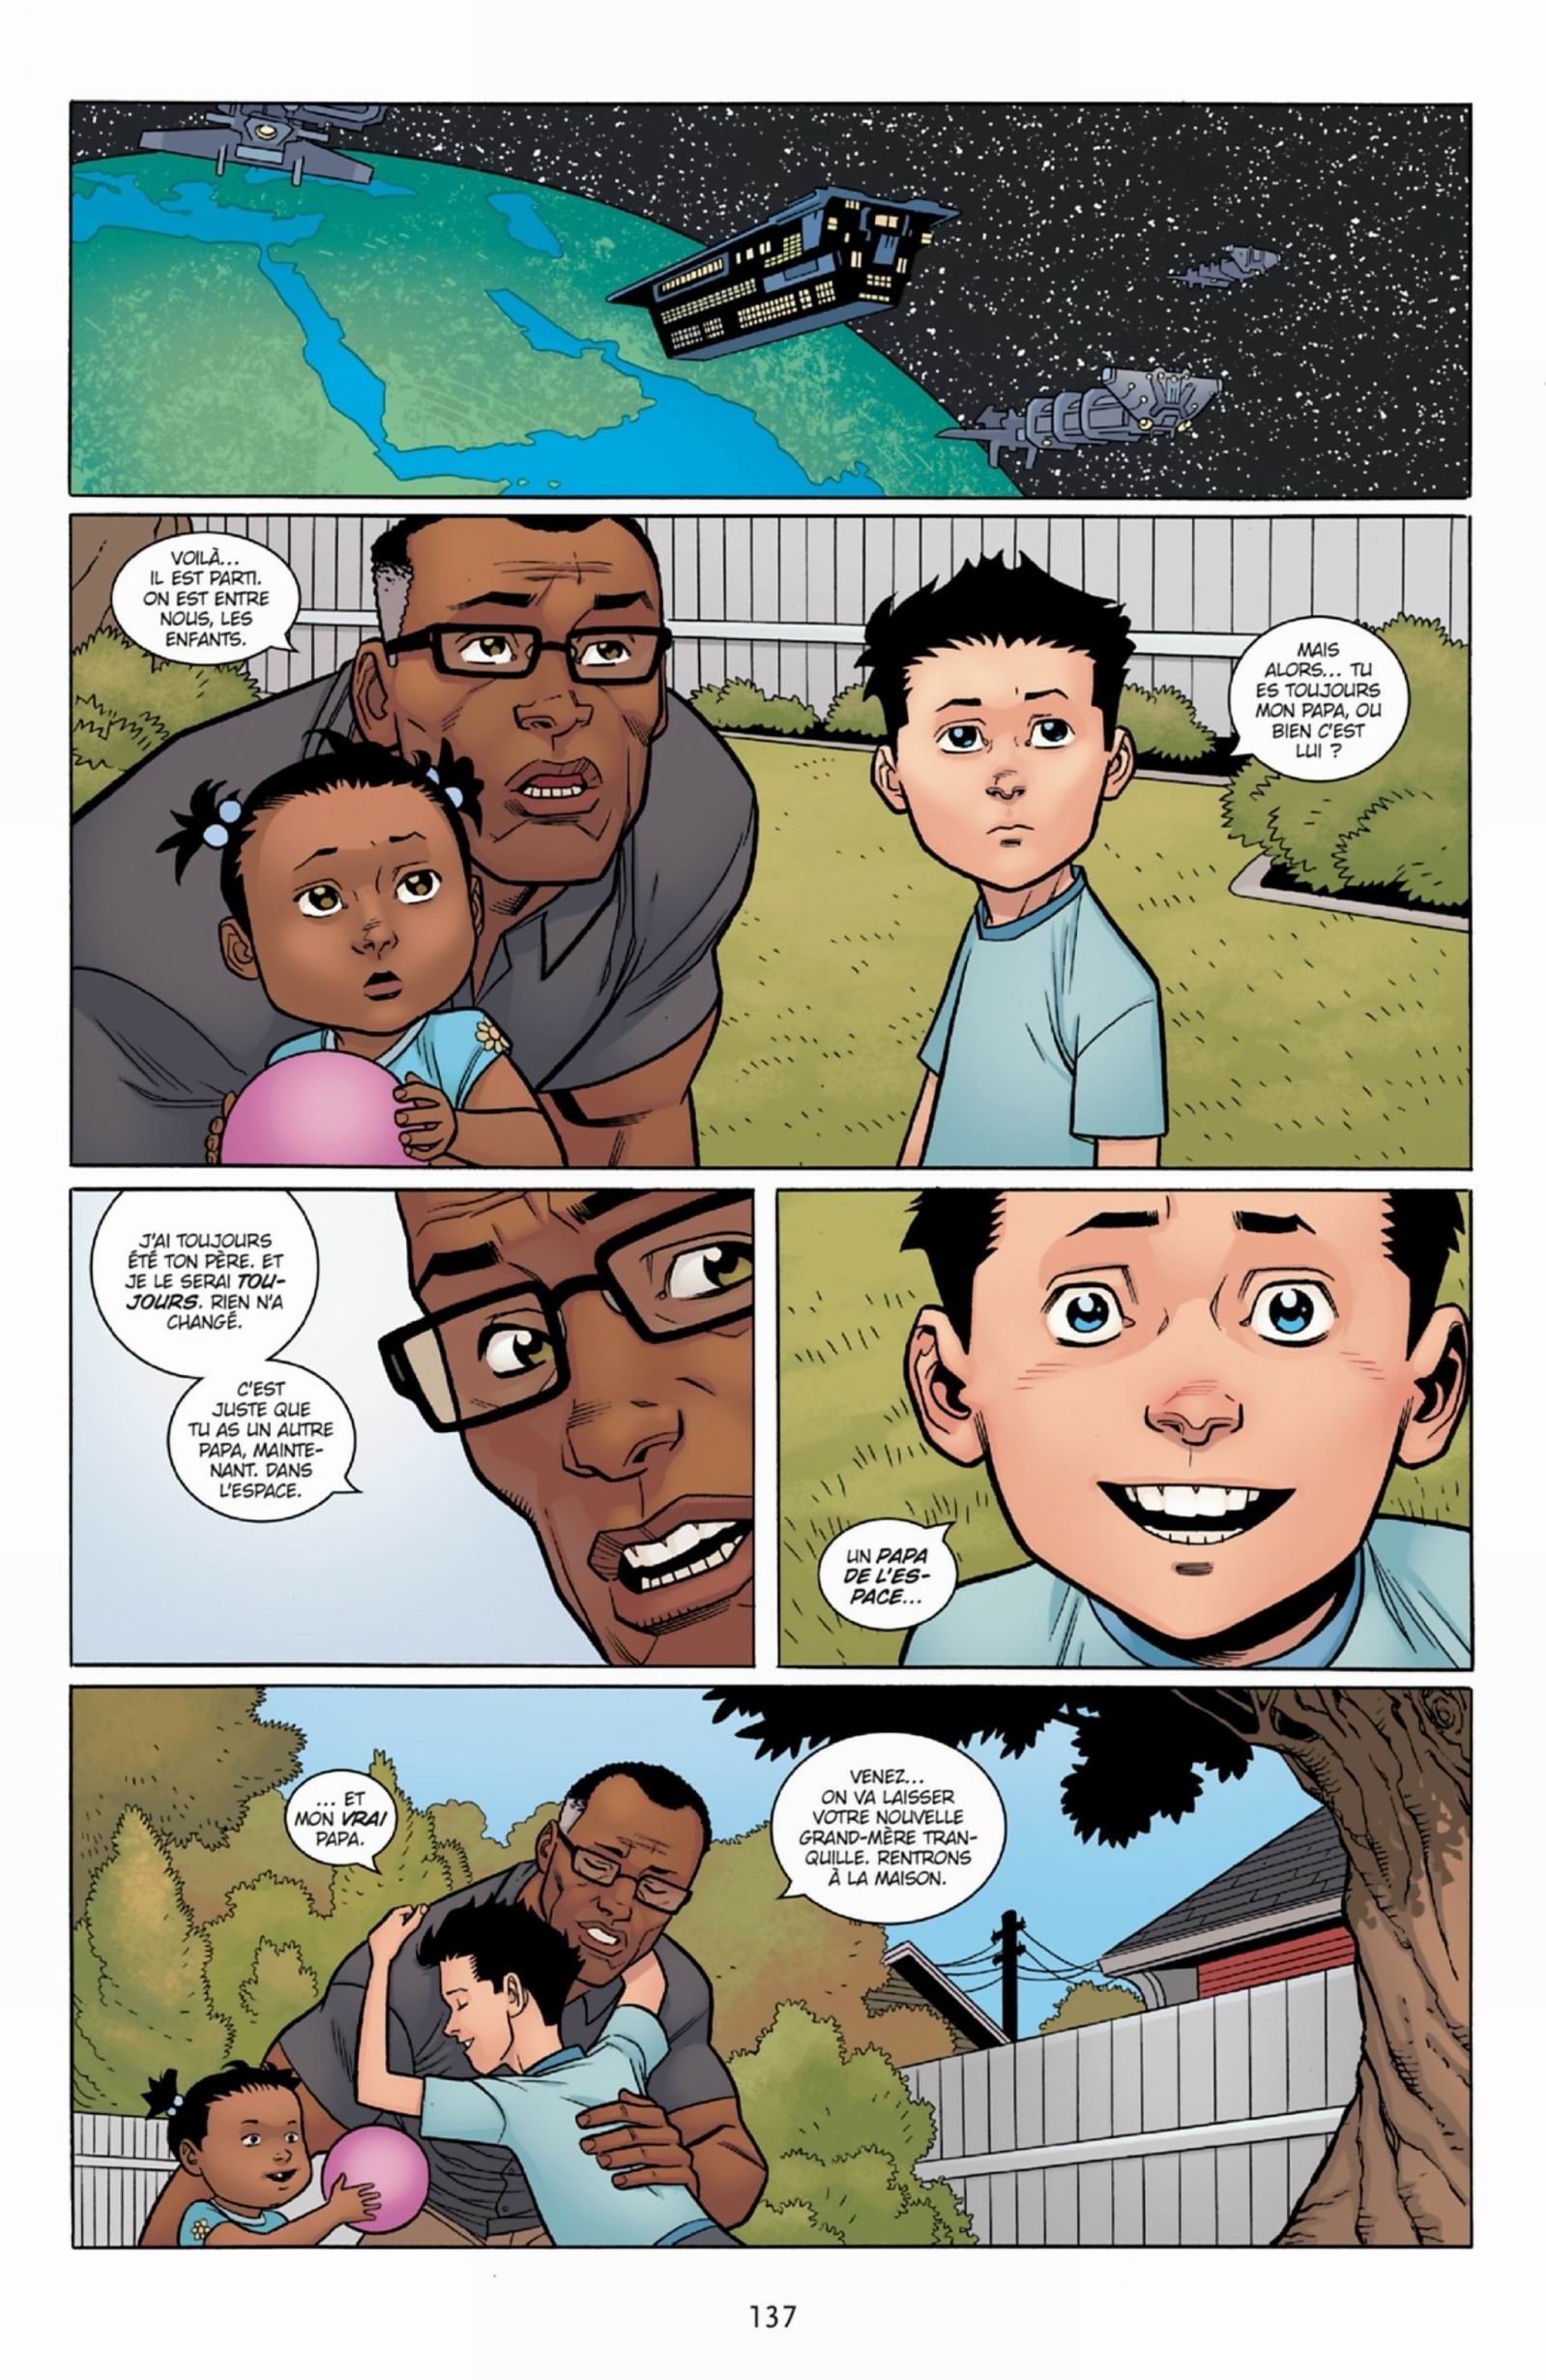 VOILÀ...
IL EST PARTI.
ON EST ENTRE
NOUS, LES
ENFANTS.
MAIS
ALORS... TU
ES TOUJOURS
MON PAPA, OU
BIEN C'EST
LUI ?
J'AI TOUJOURS
ÉTÉ TON PÈRE. ET
JE LE SERAI TOU-
JOURS. RIEN N'A
CHANGÉ.
C'EST
JUSTE QUE
TU AS UN AUTRE
PAPA, MAINTE-
NANT. DANS
L'ESPACE.
UN PAPA
DE L'ES-
PACE...
... ET
MON VRAI
PAPA.
VENEZ...
ON VA LAISSER
VOTRE NOUVELLE
GRAND-MÈRE TRAN-
QUILLE. RENTRONS
À LA MAISON.
137